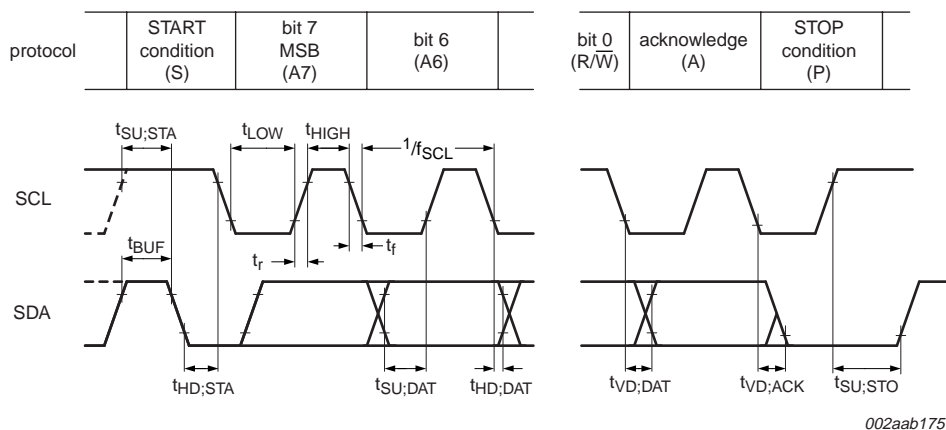 protocol
START
condition
(S)
bit 7
MSB
(A7)
bit 6
(A6)
bit 0
(R/W̅)
acknowledge
(A)
STOP
condition
(P)
tSU;STA
tLOW
tHIGH
1/fSCL
SCL
tBUF
tr
tf
SDA
tHD;STA
tSU;DAT
tHD;DAT
tVD;DAT
tVD;ACK
tSU;STO
002aab175